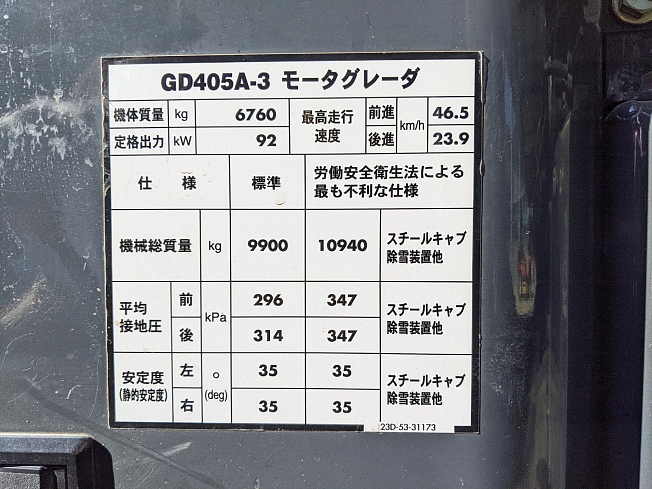 GD405A-3 モータグレーダ
機体質量 kg 6760 最高走行速度 前進 km/h 46.5
定格出力 kW 92 後進 23.9
仕様 標準 労働安全衛生法による
最も不利な仕様
機械総質量 kg 9900 10940 スチールキャブ
除雪装置他
平均接地圧 前 kPa 296 347 スチールキャブ
除雪装置他
後 314 347
安定度 左 ° 35 35 スチールキャブ
(静的安定度) (deg) 除雪装置他
右 35 35
23D-53-31173